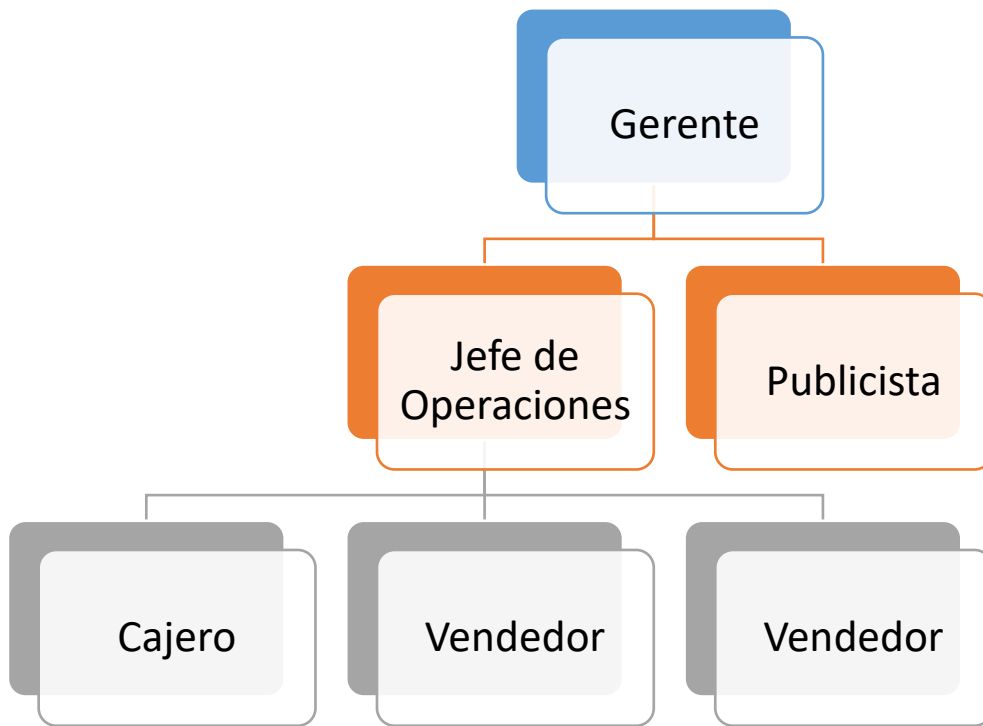 Gerente
Jefe de
Operaciones
Publicista
Cajero
Vendedor
Vendedor